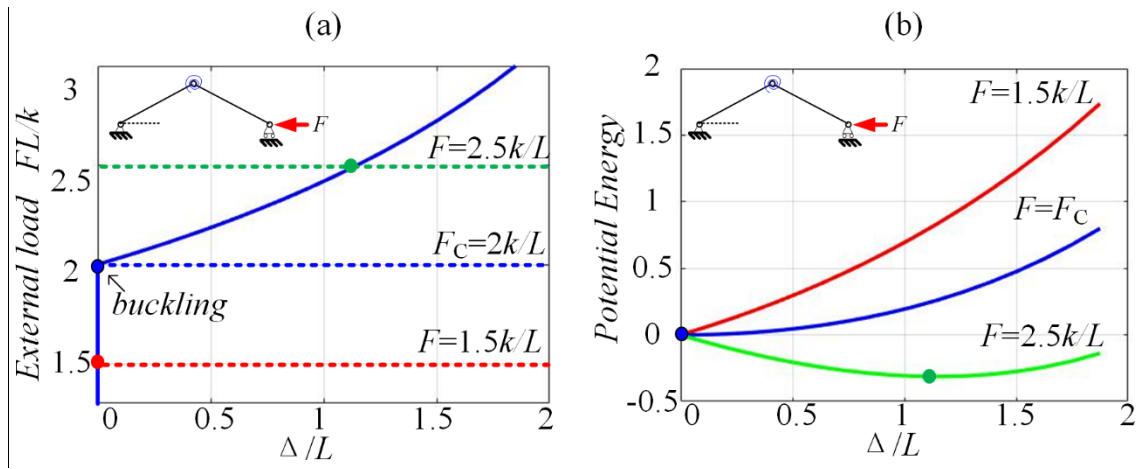 (a)
External load FL/k
3
2.5
2
1.5
F
F=2.5k/L
F_C=2k/L
buckling
F=1.5k/L
0
0.5
1
1.5
2
Δ/L
(b)
Potential Energy
2
1.5
1
0.5
0
-0.5
F
F=1.5k/L
F=F_C
F=2.5k/L
0
0.5
1
1.5
2
Δ/L